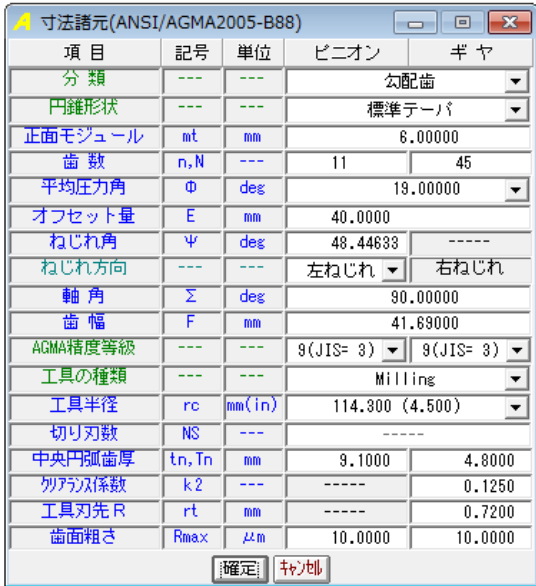 寸法諸元(ANSI/AGMA2005-B88)
項 目 記号 単位 ピニオン ギ ヤ
分 類 --- --- 勾配歯
円錐形状 --- --- 標準テーパ
正面モジュール mt mm 6.00000
歯 数 n,N --- 11 45
平均圧力角 Φ deg 19.00000
オフセット量 E mm 40.0000
ねじれ角 Ψ deg 48.44633 -----
ねじれ方向 --- --- 左ねじれ 右ねじれ
軸 角 Σ deg 90.00000
歯 幅 F mm 41.69000
AGMA精度等級 --- --- 9(JIS= 3) 9(JIS= 3)
工具の種類 --- --- Milling
工具半径 rc mm(in) 114.300 (4.500)
切り刃数 NS --- -----
中央円弧歯厚 tn,Tn mm 9.1000 4.8000
クリアランス係数 k2 --- ----- 0.1250
工具刃先R rt mm ----- 0.7200
歯面粗さ Rmax μm 10.0000 10.0000
確定 キャンセル